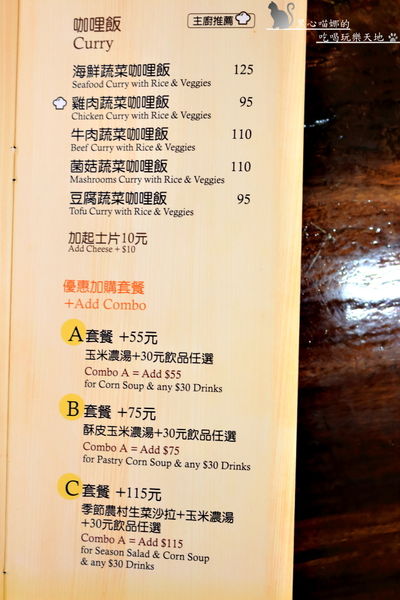 咖哩飯
主廚推薦
Curry
海鮮蔬菜咖哩飯 125
Seafood Curry with Rice & Veggies
雞肉蔬菜咖哩飯 95
Chicken Curry with Rice & Veggies
牛肉蔬菜咖哩飯 110
Beef Curry with Rice & Veggies
菌菇蔬菜咖哩飯 110
Mashrooms Curry with Rice & Veggies
豆腐蔬菜咖哩飯 95
Tofu Curry with Rice & Veggies
加起士片10元
Add Cheese + $10
優惠加購套餐
+Add Combo
A 套餐 +55元
玉米濃湯+30元飲品任選
Combo A = Add $55
for Corn Soup & any $30 Drinks
B 套餐 +75元
酥皮玉米濃湯+30元飲品任選
Combo A = Add $75
for Pastry Corn Soup & any $30 Drinks
C 套餐 +115元
季節農村生菜沙拉+玉米濃湯
+30元飲品任選
Combo A = Add $115
for Season Salad & Corn Soup
& any $30 Drinks
心喵娜的
吃喝玩樂天地